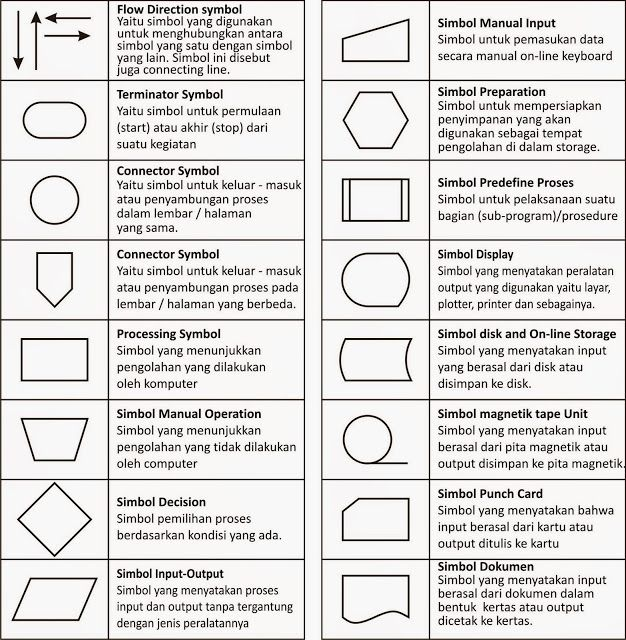 Flow Direction symbol
Yaitu simbol yang digunakan
untuk menghubungkan antara
simbol yang satu dengan simbol
yang lain. Simbol ini disebut
juga connecting line.
Terminator Symbol
Yaitu simbol untuk permulaan
(start) atau akhir (stop) dari
suatu kegiatan
Connector Symbol
Yaitu simbol untuk keluar - masuk
atau penyambungan proses
dalam lembar / halaman
yang sama.
Connector Symbol
Yaitu simbol untuk keluar - masuk
atau penyambungan proses pada
lembar / halaman yang berbeda.
Processing Symbol
Simbol yang menunjukkan
pengolahan yang dilakukan
oleh komputer
Simbol Manual Operation
Simbol yang menunjukkan
pengolahan yang tidak dilakukan
oleh computer
Simbol Decision
Simbol pemilihan proses
berdasarkan kondisi yang ada.
Simbol Input-Output
Simbol yang menyatakan proses
input dan output tanpa tergantung
dengan jenis peralatannya
Simbol Manual Input
Simbol untuk pemasukan data
secara manual on-line keyboard
Simbol Preparation
Simbol untuk mempersiapkan
penyimpanan yang akan
digunakan sebagai tempat
pengolahan di dalam storage.
Simbol Predefine Proses
Simbol untuk pelaksanaan suatu
bagian (sub-program)/prosedure
Simbol Display
Simbol yang menyatakan peralatan
output yang digunakan yaitu layar,
plotter, printer dan sebagainya.
Simbol disk and On-line Storage
Simbol yang menyatakan input
yang berasal dari disk atau
disimpan ke disk.
Simbol magnetik tape Unit
Simbol yang menyatakan input
berasal dari pita magnetik atau
output disimpan ke pita magnetik.
Simbol Punch Card
Simbol yang menyatakan bahwa
input berasal dari kartu atau
output ditulis ke kartu
Simbol Dokumen
Simbol yang menyatakan input
berasal dari dokumen dalam
bentuk kertas atau output
dicetak ke kertas.